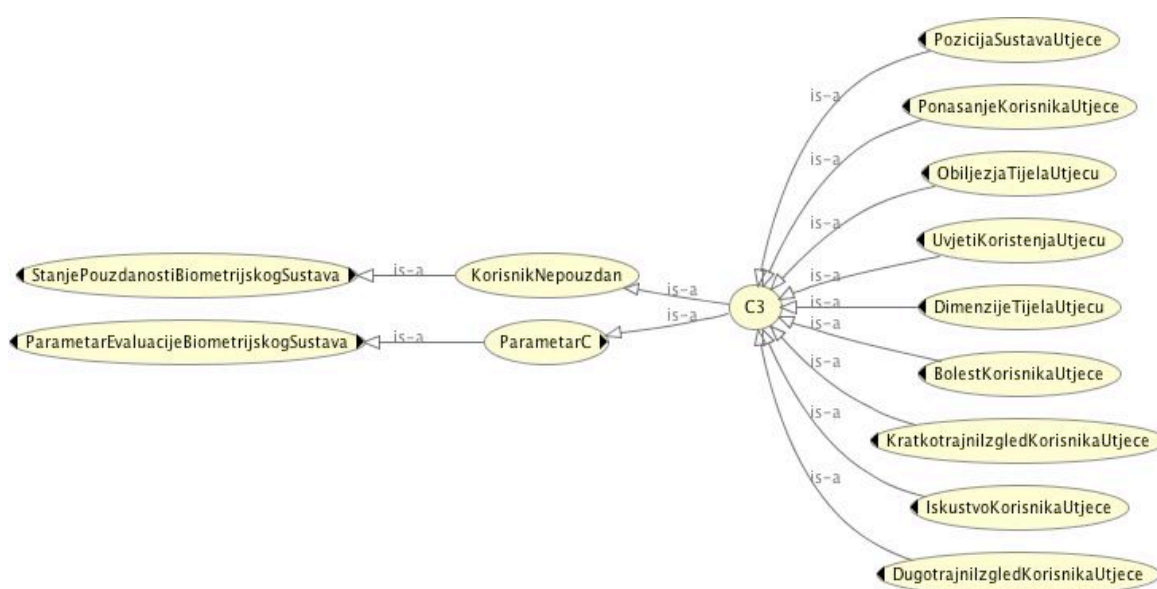 PozicijaSustavaUtjece
is-a
PonasanjeKorisnikaUtjece
is-a
ObiljezjaTijelaUtjecu
is-a
UvjetiKoristenjaUtjecu
is-a
StanjePouzdanostiBiometrijskogSustava
is-a
KorisnikNepouzdan
is-a
C3
is-a
DimenzijeTijelaUtjecu
is-a
ParametarEvaluacijeBiometrijskogSustava
is-a
ParametarC
is-a
BolestKorisnikaUtjece
is-a
KratkotrajniIzgledKorisnikaUtjece
is-a
IskustvoKorisnikaUtjece
is-a
DugotrajniIzgledKorisnikaUtjece